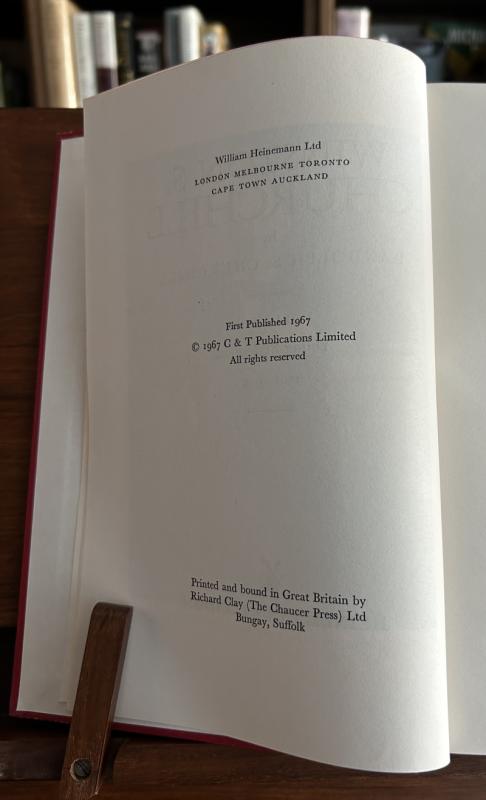 William Heinemann Ltd
LONDON MELBOURNE TORONTO
CAPE TOWN AUCKLAND
First Published 1967
© 1967 C & T Publications Limited
All rights reserved
Printed and bound in Great Britain by
Richard Clay (The Chaucer Press) Ltd
Bungay, Suffolk